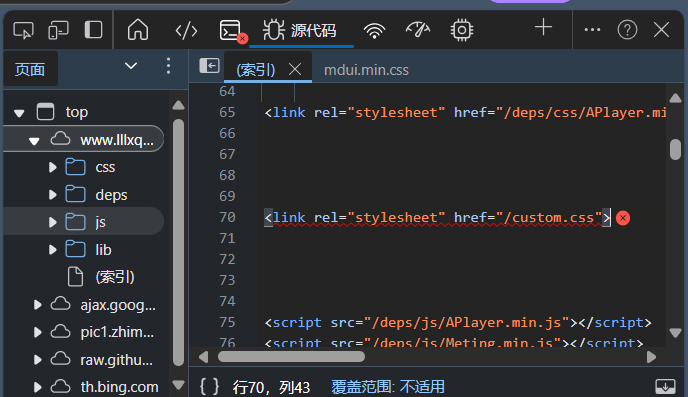 源代码
页面
(索引)
mdui.min.css
top
www.lllxq...
css
deps
js
lib
(索引)
ajax.goog...
pic1.zhim...
raw.githu...
th.bing.com
64
65 <link rel="stylesheet" href="/deps/css/APlayer.mi
66
67
68
69
70 <link rel="stylesheet" href="/custom.css">
71
72
73
74
75 <script src="/deps/js/APlayer.min.js"></script>
76 <script src="/deps/js/Meting.min.js"></script>
{ } 行70，列43 覆盖范围: 不适用